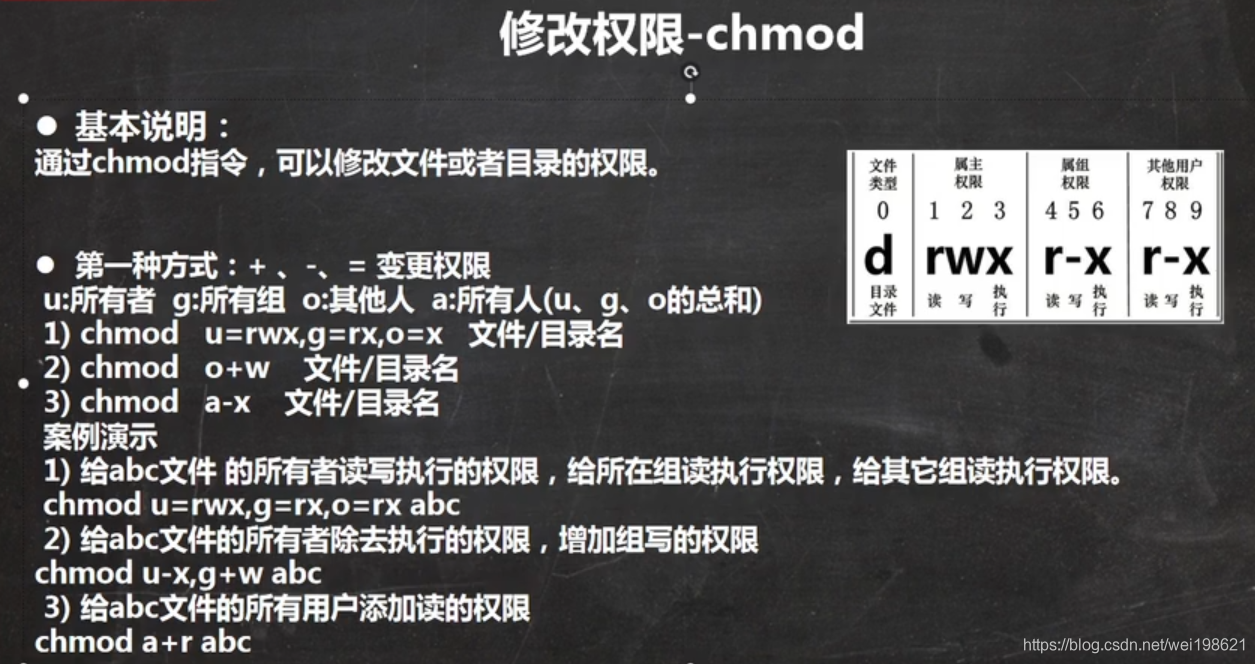 修改权限-chmod
● 基本说明：
通过chmod指令，可以修改文件或者目录的权限。
文件类型 属主权限 属组权限 其他用户权限
0 1 2 3 4 5 6 7 8 9
d rwx r-x r-x
目录文件 读 写 执行 读 写 执行 读 写 执行
● 第一种方式：+ 、-、= 变更权限
u:所有者 g:所有组 o:其他人 a:所有人(u、g、o的总和)
1) chmod u=rwx,g=rx,o=x 文件/目录名
2) chmod o+w 文件/目录名
3) chmod a-x 文件/目录名
案例演示
1) 给abc文件 的所有者读写执行的权限，给所在组读执行权限，给其它组读执行权限。
chmod u=rwx,g=rx,o=rx abc
2) 给abc文件的所有者除去执行的权限，增加组写的权限
chmod u-x,g+w abc
3) 给abc文件的所有用户添加读的权限
chmod a+r abc
https://blog.csdn.net/wei198621